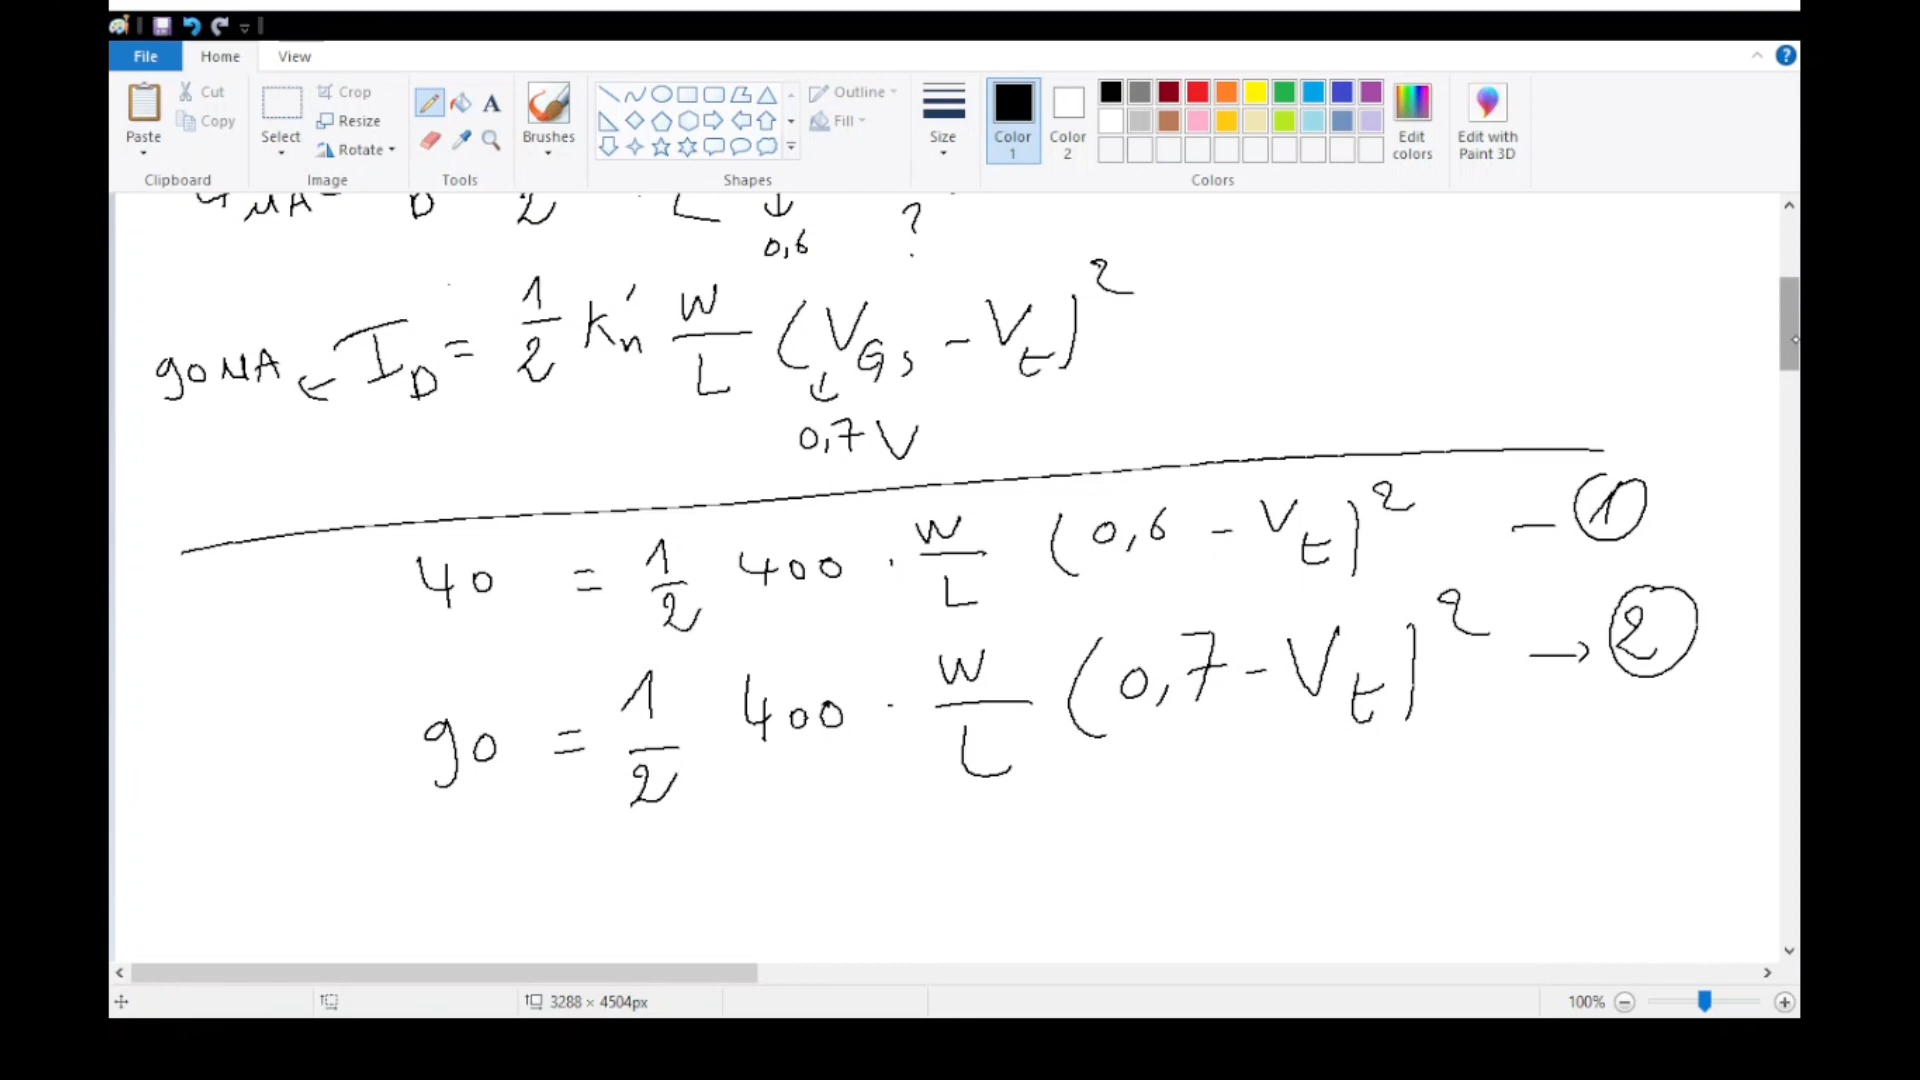 File Home View
Paste Cut Copy Clipboard
Select Crop Resize Rotate Image
Tools
Brushes
Outline Fill Shapes
Size
Color 1 Color 2 Edit colors Edit with Paint 3D Colors
D 2 L
0,6 ?
90 MA ← I_D = 1/2 K'n W/L (V_GS - V_t)^2
0,7 V
40 = 1/2 400 · W/L (0,6 - V_t)^2 - ①
90 = 1/2 400 · W/L (0,7 - V_t)^2 → ②
3288 × 4504px 100%